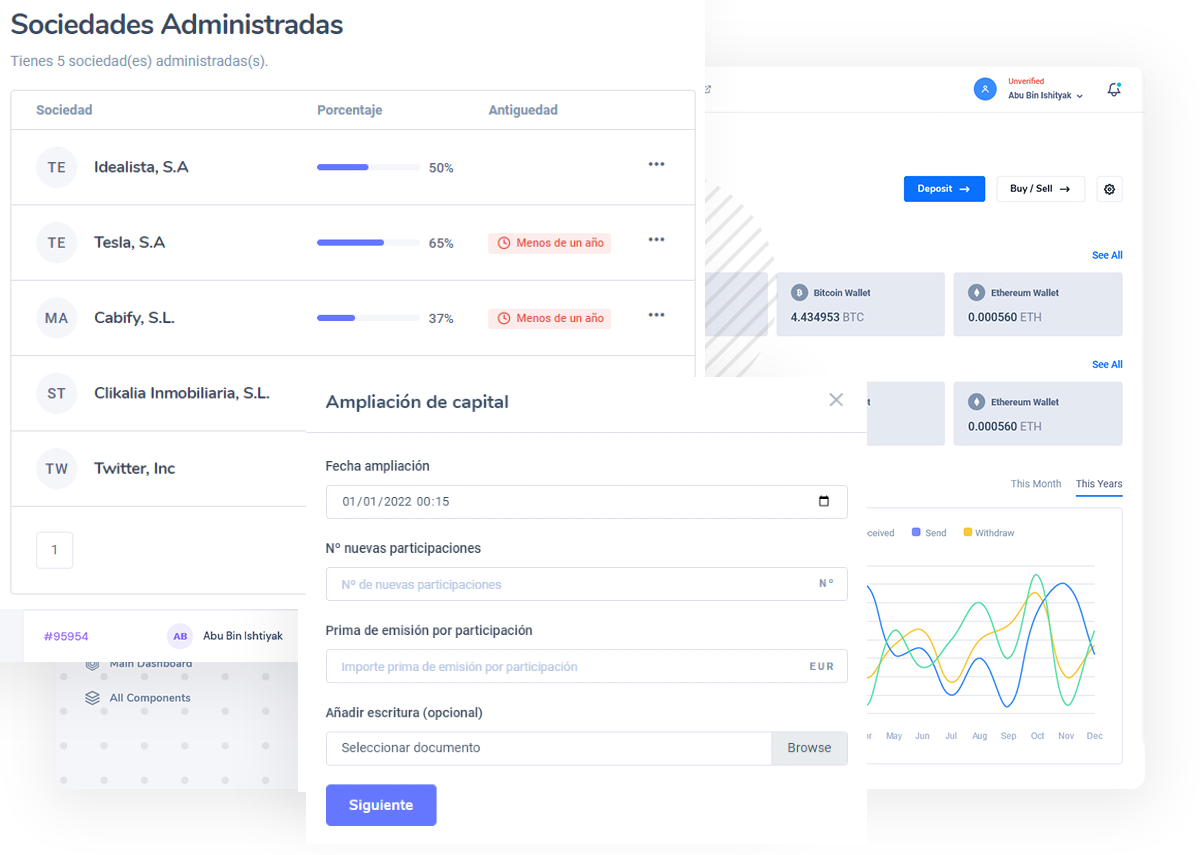 Sociedades Administradas
Tienes 5 sociedad(es) administradas(s).
Sociedad Porcentaje Antiguedad
TE Idealista, S.A 50%
TE Tesla, S.A 65% Menos de un año
MA Cabify, S.L. 37% Menos de un año
ST Clikalia Inmobiliaria, S.L.
TW Twitter, Inc
1
#95954 AB Abu Bin Ishtiyak
Main Dashboard
All Components
Ampliación de capital
Fecha ampliación
01/01/2022 00:15
Nº nuevas participaciones
Nº de nuevas participaciones Nº
Prima de emisión por participación
Importe prima de emisión por participación EUR
Añadir escritura (opcional)
Seleccionar documento Browse
Siguiente
Unverified
Abu Bin Ishityak
Deposit Buy / Sell
See All
Bitcoin Wallet Ethereum Wallet
4.434953 BTC 0.000560 ETH
See All
Ethereum Wallet
0.000560 ETH
This Month This Years
Send Withdraw
May Jun Jul Aug Sep Oct Nov Dec